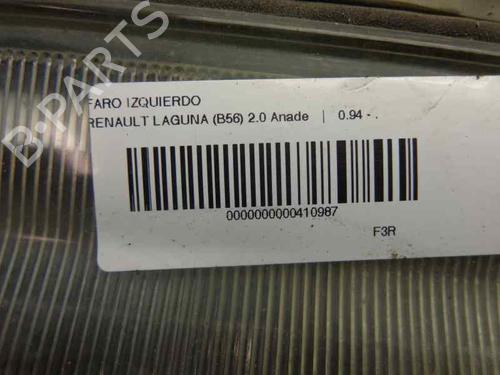 FARO IZQUIERDO
RENAULT LAGUNA (B56) 2.0 Anade | 0.94 - .
0000000000410987
F3R
B-PARTS